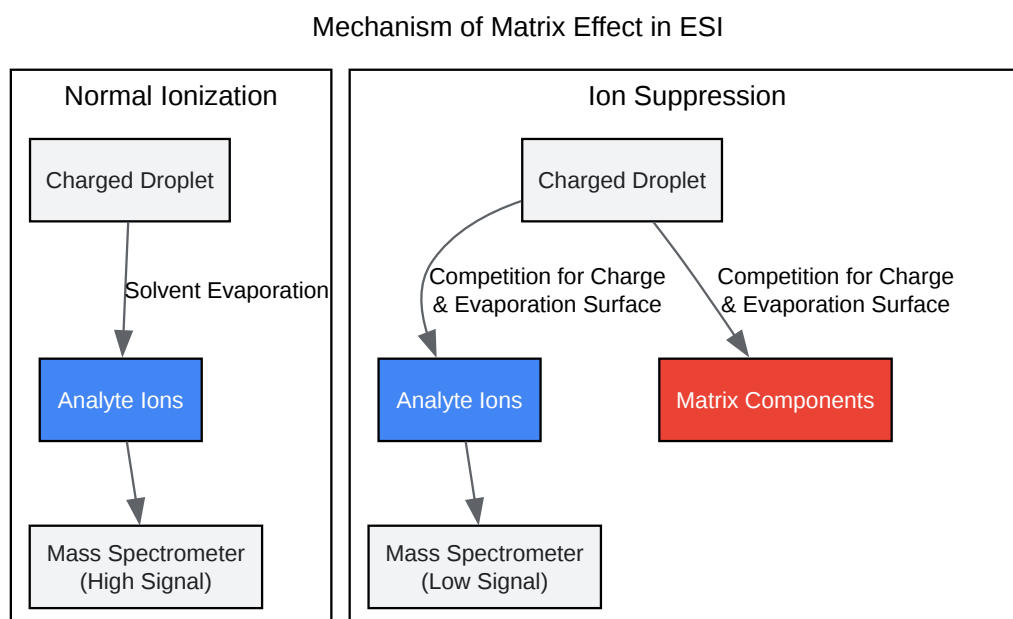 Mechanism of Matrix Effect in ESI
Normal Ionization
Charged Droplet
Solvent Evaporation
Analyte Ions
Mass Spectrometer
(High Signal)
Ion Suppression
Charged Droplet
Competition for Charge
& Evaporation Surface
Competition for Charge
& Evaporation Surface
Analyte Ions
Matrix Components
Mass Spectrometer
(Low Signal)